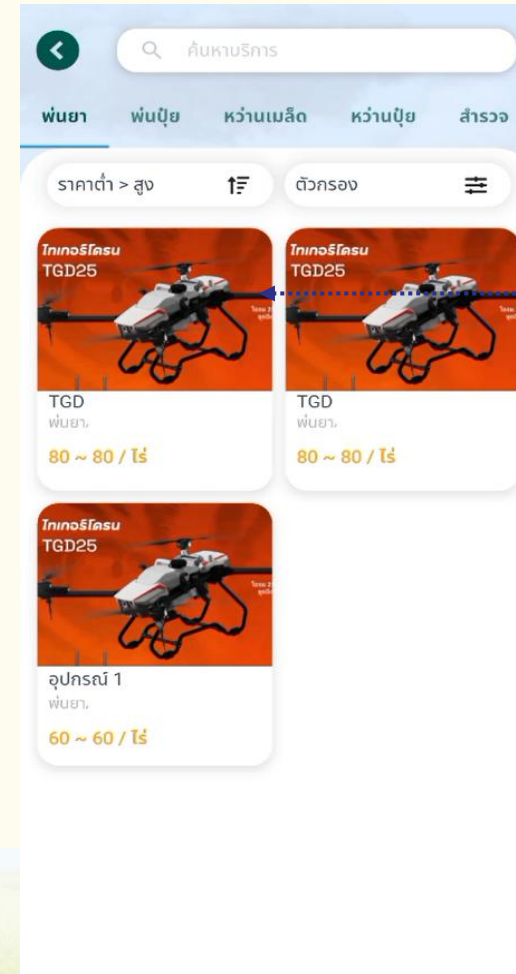 ค้นหาบริการ
พ่นยา พ่นปุ๋ย หว่านเมล็ด หว่านปุ๋ย สำรวจ
ราคาต่ำ > สูง ตัวกรอง
ไทเกอร์โดรน
TGD25
TGD
พ่นยา,
80 ~ 80 / ไร่
ไทเกอร์โดรน
TGD25
TGD
พ่นยา,
80 ~ 80 / ไร่
ไทเกอร์โดรน
TGD25
อุปกรณ์ 1
พ่นยา,
60 ~ 60 / ไร่